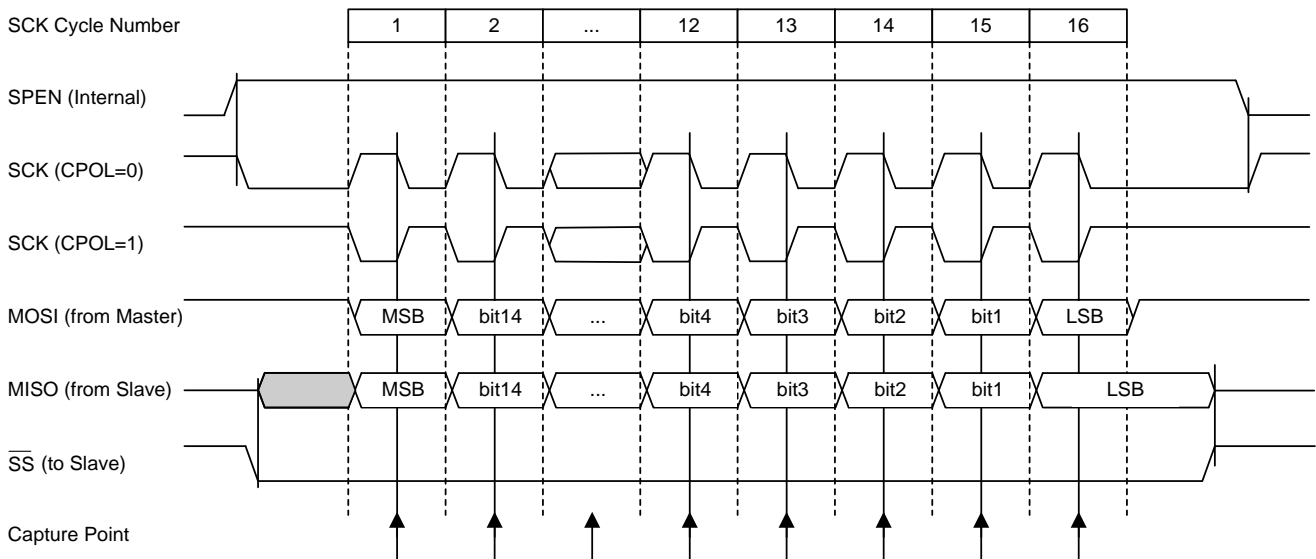 SCK Cycle Number 1 2 ... 12 13 14 15 16
SPEN (Internal)
SCK (CPOL=0)
SCK (CPOL=1)
MOSI (from Master) MSB bit14 ... bit4 bit3 bit2 bit1 LSB
MISO (from Slave) MSB bit14 ... bit4 bit3 bit2 bit1 LSB
SS (to Slave)
Capture Point